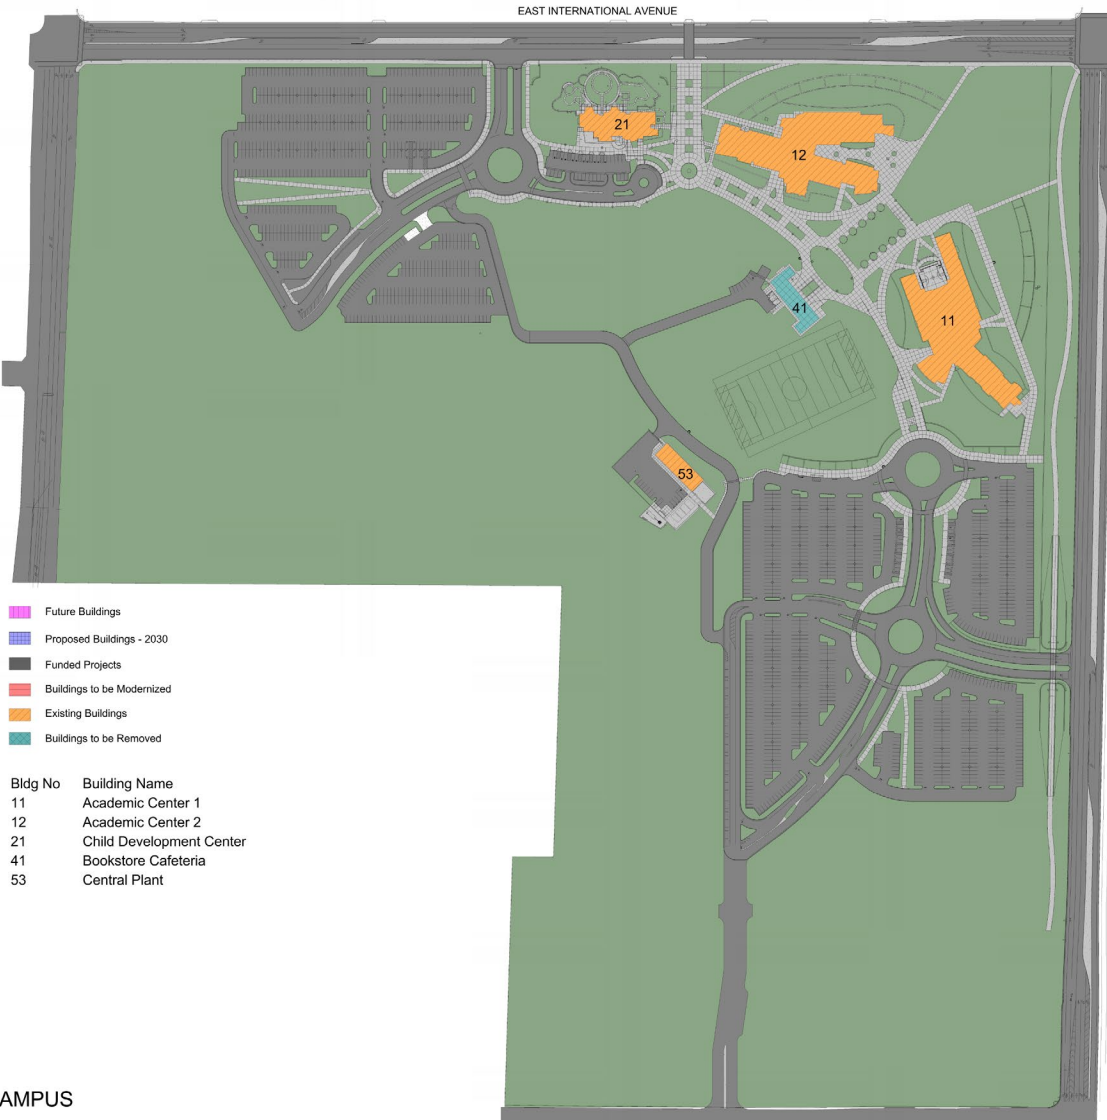 EAST INTERNATIONAL AVENUE
21
12
41
11
53
Future Buildings
Proposed Buildings - 2030
Funded Projects
Buildings to be Modernized
Existing Buildings
Buildings to be Removed
Bldg No Building Name
11 Academic Center 1
12 Academic Center 2
21 Child Development Center
41 Bookstore Cafeteria
53 Central Plant
AMPUS